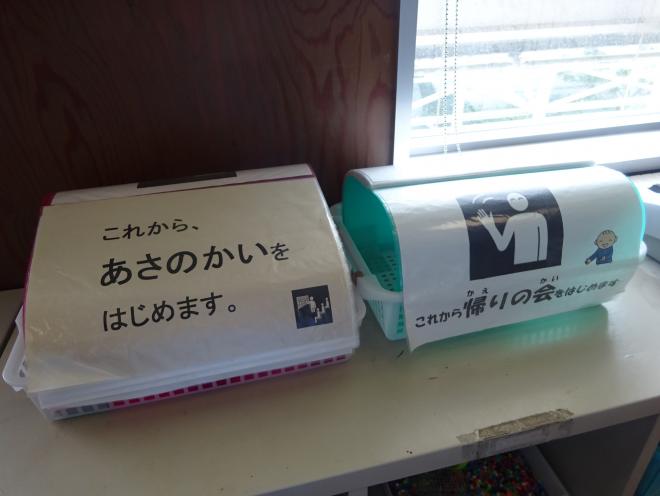 これから、
あさのかいを
はじめます。
かえ かい
これから帰りの会をはじめます